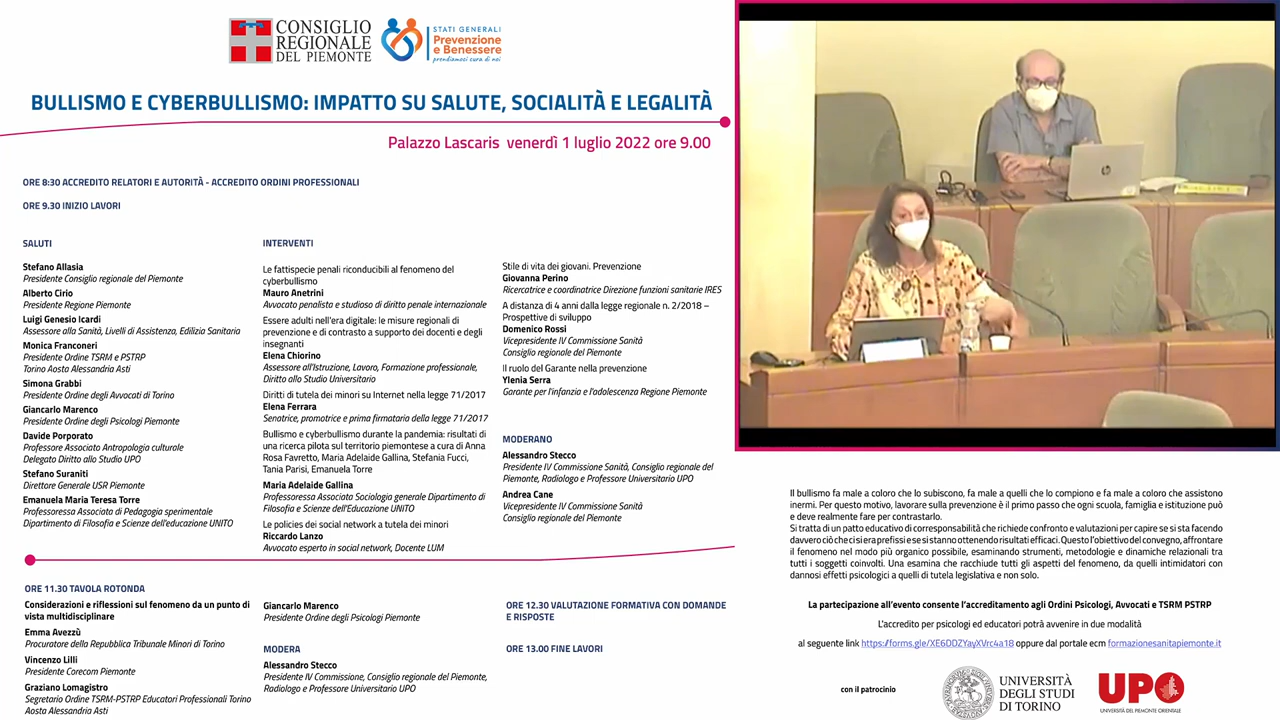 CONSIGLIO
REGIONALE
DEL PIEMONTE
STATI GENERALI
Prevenzione
e Benessere
prendiamoci cura di noi
BULLISMO E CYBERBULLISMO: IMPATTO SU SALUTE, SOCIALITÀ E LEGALITÀ
Palazzo Lascaris venerdì 1 luglio 2022 ore 9.00
ORE 8:30 ACCREDITO RELATORI E AUTORITÀ - ACCREDITO ORDINI PROFESSIONALI
ORE 9.30 INIZIO LAVORI
SALUTI
Stefano Allasia
Presidente Consiglio regionale del Piemonte
Alberto Cirio
Presidente Regione Piemonte
Luigi Genesio Icardi
Assessore alla Sanità, Livelli di Assistenza, Edilizia Sanitaria
Monica Franconeri
Presidente Ordine TSRM e PSTRP
Torino Aosta Alessandria Asti
Simona Grabbi
Presidente Ordine degli Avvocati di Torino
Giancarlo Marenco
Presidente Ordine degli Psicologi Piemonte
Davide Porporato
Professore Associato Antropologia culturale
Delegato Diritto allo Studio UPO
Stefano Suraniti
Direttore Generale USR Piemonte
Emanuela Maria Teresa Torre
Professoressa Associata di Pedagogia sperimentale
Dipartimento di Filosofia e Scienze dell'educazione UNITO
INTERVENTI
Le fattispecie penali riconducibili al fenomeno del
cyberbullismo
Mauro Anetrini
Avvocato penalista e studioso di diritto penale internazionale
Essere adulti nell'era digitale: le misure regionali di
prevenzione e di contrasto a supporto dei docenti e degli
insegnanti
Elena Chiorino
Assessore all'Istruzione, Lavoro, Formazione professionale,
Diritto allo Studio Universitario
Diritti di tutela dei minori su Internet nella legge 71/2017
Elena Ferrara
Senatrice, promotrice e prima firmataria della legge 71/2017
Bullismo e cyberbullismo durante la pandemia: risultati di
una ricerca pilota sul territorio piemontese a cura di Anna
Rosa Favretto, Maria Adelaide Gallina, Stefania Fucci,
Tania Parisi, Emanuela Torre
Maria Adelaide Gallina
Professoressa Associata Sociologia generale Dipartimento di
Filosofia e Scienze dell'Educazione UNITO
Le policies dei social network a tutela dei minori
Riccardo Lanzo
Avvocato esperto in social network, Docente LUM
Stile di vita dei giovani. Prevenzione
Giovanna Perino
Ricercatrice e coordinatrice Direzione funzioni sanitarie IRES
A distanza di 4 anni dalla legge regionale n. 2/2018 –
Prospettive di sviluppo
Domenico Rossi
Vicepresidente IV Commissione Sanità
Consiglio regionale del Piemonte
Il ruolo del Garante nella prevenzione
Ylenia Serra
Garante per l'infanzia e l'adolescenza Regione Piemonte
MODERANO
Alessandro Stecco
Presidente IV Commissione Sanità, Consiglio regionale del
Piemonte, Radiologo e Professore Universitario UPO
Andrea Cane
Vicepresidente IV Commissione Sanità
Consiglio regionale del Piemonte
ORE 11.30 TAVOLA ROTONDA
Considerazioni e riflessioni sul fenomeno da un punto di
vista multidisciplinare
Emma Avezzù
Procuratore della Repubblica Tribunale Minori di Torino
Vincenzo Lilli
Presidente Corecom Piemonte
Graziano Lomagistro
Segretario Ordine TSRM-PSTRP Educatori Professionali Torino
Aosta Alessandria Asti
Giancarlo Marenco
Presidente Ordine degli Psicologi Piemonte
MODERA
Alessandro Stecco
Presidente IV Commissione, Consiglio regionale del Piemonte,
Radiologo e Professore Universitario UPO
ORE 12.30 VALUTAZIONE FORMATIVA CON DOMANDE
E RISPOSTE
ORE 13.00 FINE LAVORI
Il bullismo fa male a coloro che lo subiscono, fa male a quelli che lo compiono e fa male a coloro che assistono
inermi. Per questo motivo, lavorare sulla prevenzione è il primo passo che ogni scuola, famiglia e istituzione può
e deve realmente fare per contrastarlo.
Si tratta di un patto educativo di corresponsabilità che richiede confronto e valutazioni per capire se si sta facendo
davvero ciò che ci si era prefissi e se si stanno ottenendo risultati efficaci. Questo l'obiettivo del convegno, affrontare
il fenomeno nel modo più organico possibile, esaminando strumenti, metodologie e dinamiche relazionali tra
tutti i soggetti coinvolti. Una esamina che racchiude tutti gli aspetti del fenomeno, da quelli intimidatori con
dannosi effetti psicologici a quelli di tutela legislativa e non solo.
La partecipazione all'evento consente l'accreditamento agli Ordini Psicologi, Avvocati e TSRM PSTRP
L'accredito per psicologi ed educatori potrà avvenire in due modalità
al seguente link https://forms.gle/XE6DDZYayXVrc4a18 oppure dal portale ecm formazionesanitapiemonte.it
con il patrocinio
UNIVERSITÀ
DEGLI STUDI
DI TORINO
UPO
UNIVERSITÀ DEL PIEMONTE ORIENTALE